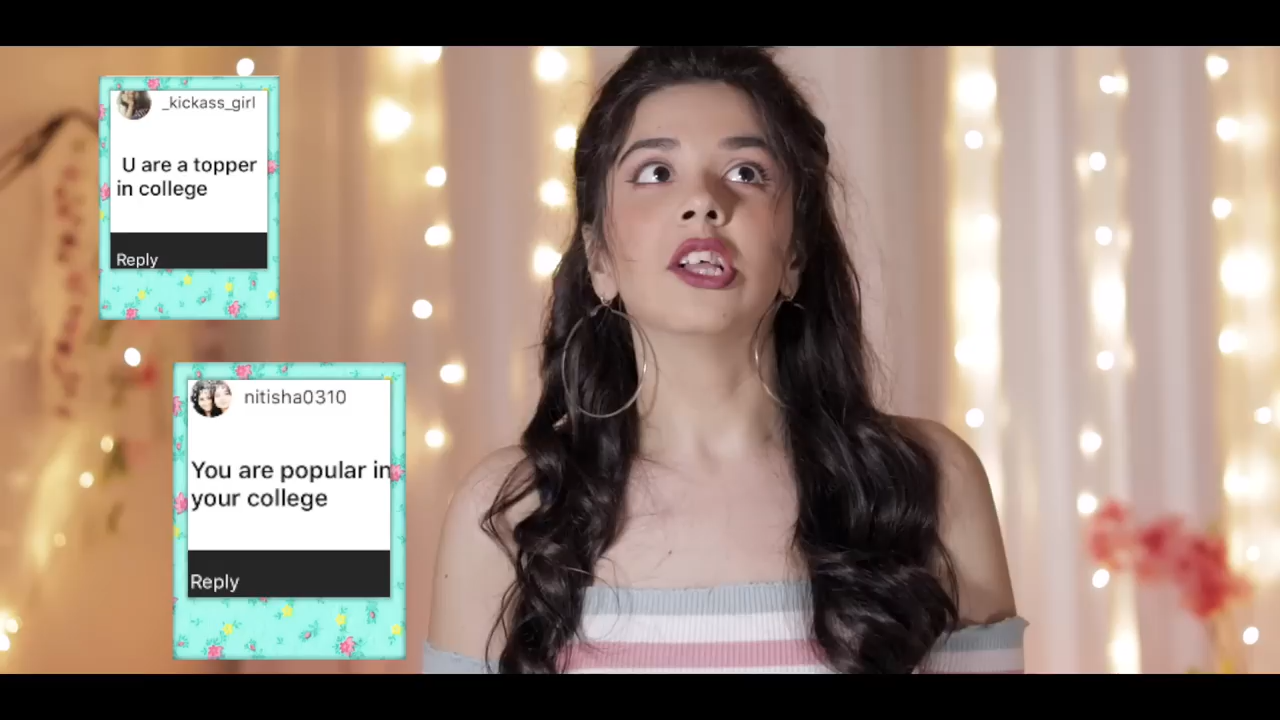 _kickass_girl
U are a topper
in college
Reply
nitisha0310
You are popular in
your college
Reply